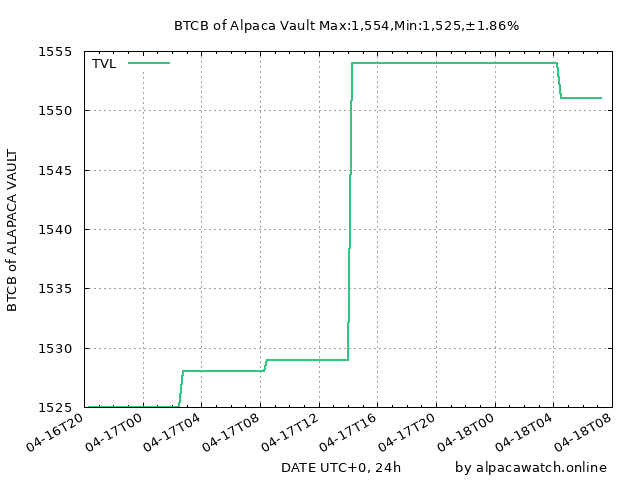 BTCB of Alpaca Vault Max:1,554,Min:1,525,±1.86%
TVL
1555
1550
1545
1540
1535
1530
1525
BTCB of ALAPACA VAULT
04-16T20
04-17T00
04-17T04
04-17T08
04-17T12
04-17T16
04-17T20
04-18T00
04-18T04
04-18T08
DATE UTC+0, 24h
by alpacawatch.online